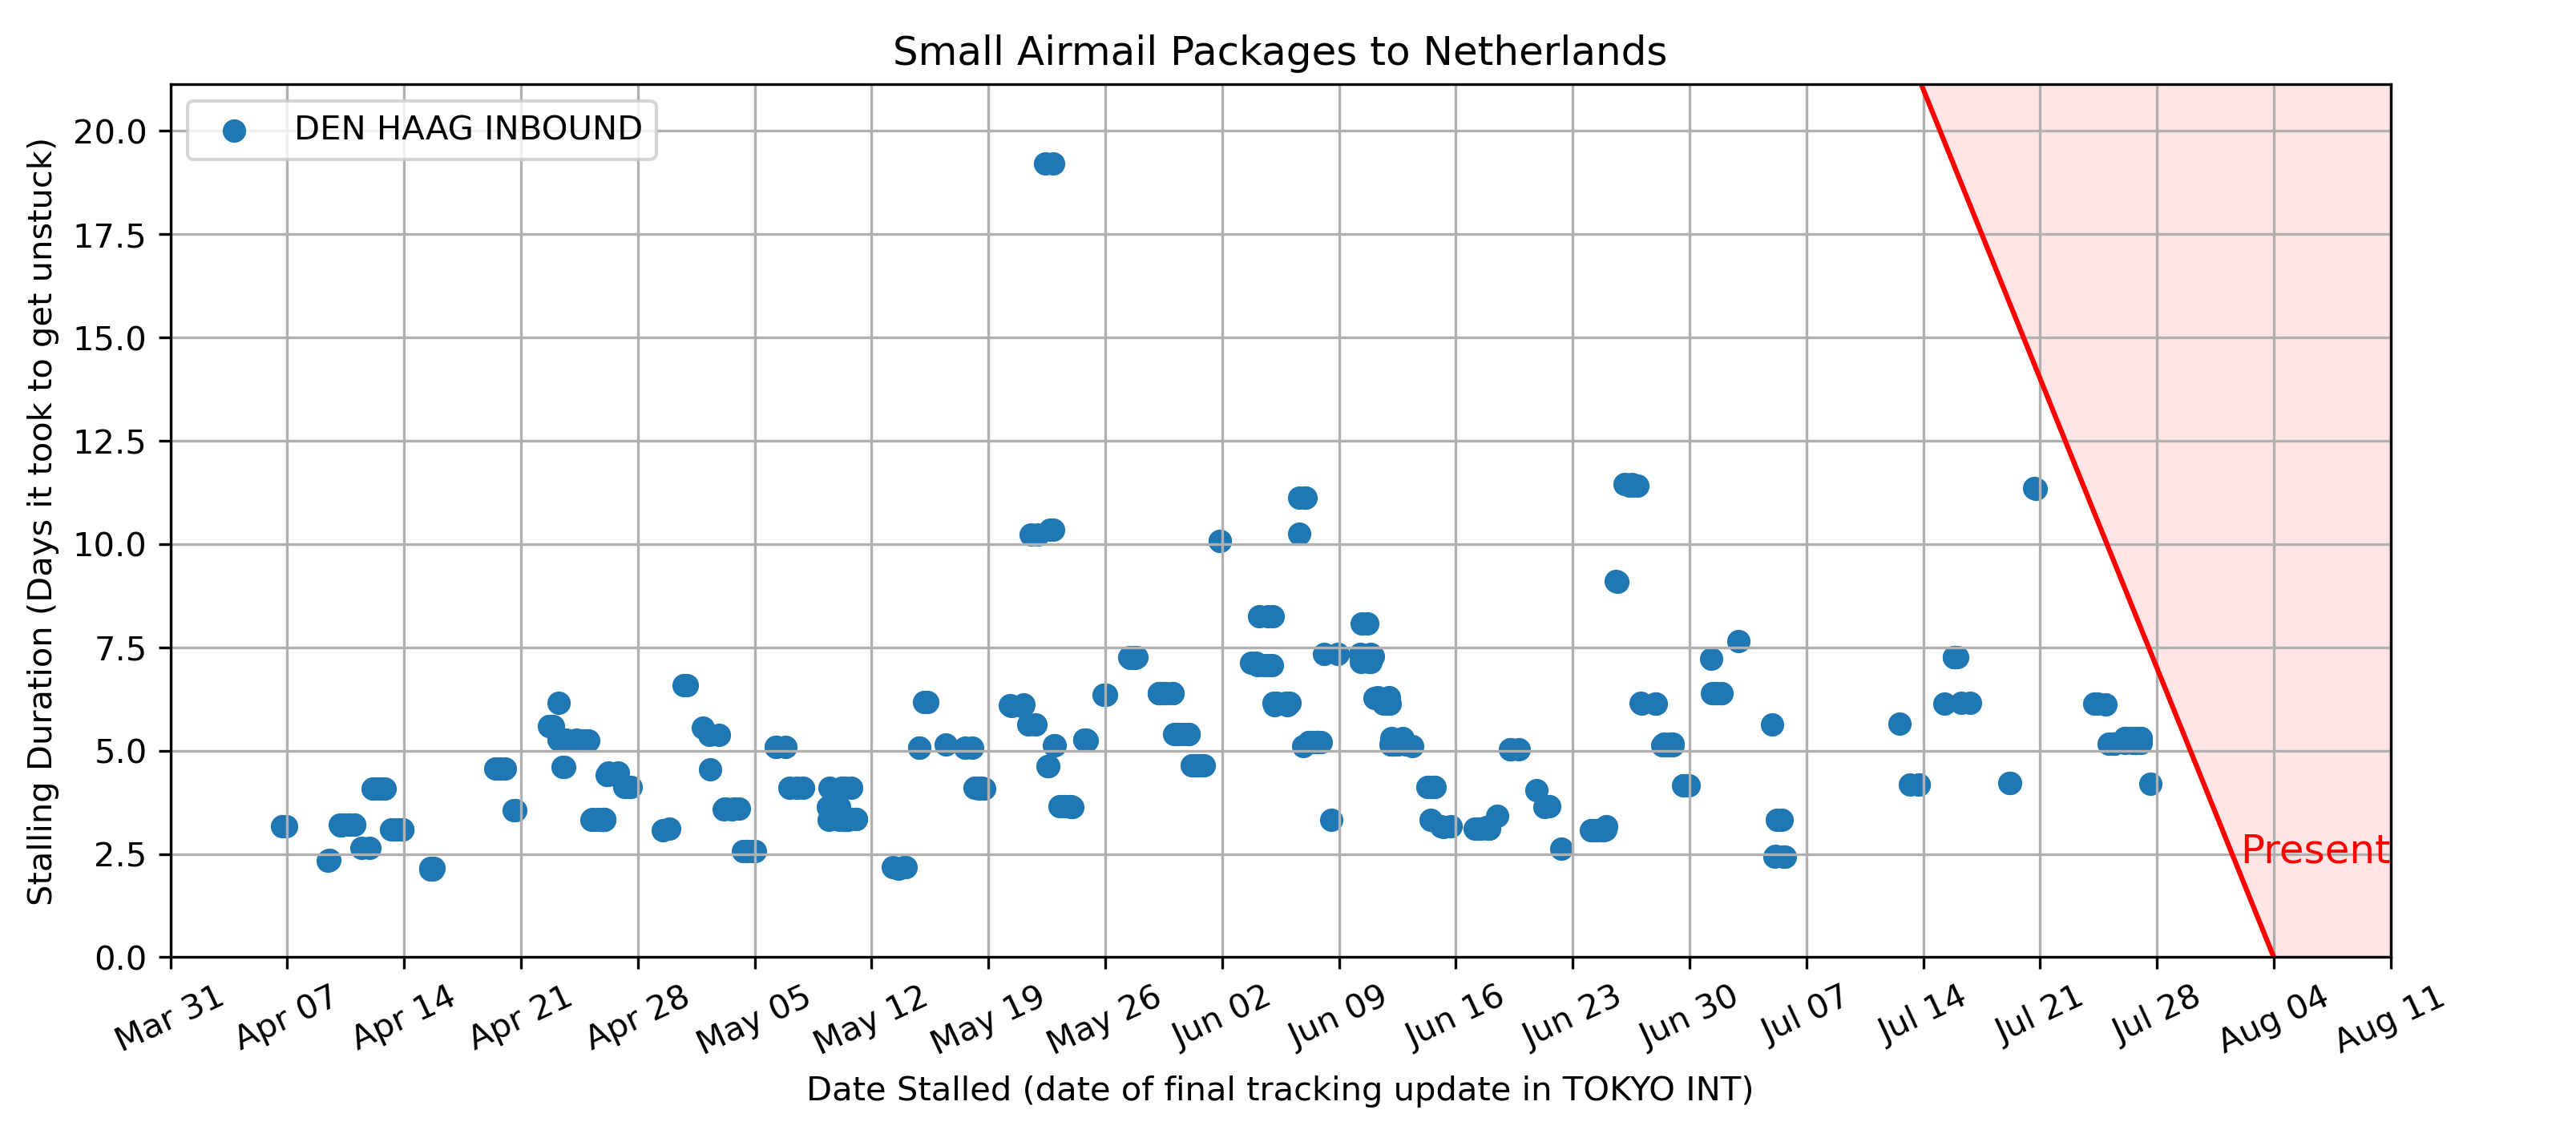 Small Airmail Packages to Netherlands
DEN HAAG INBOUND
Stalling Duration (Days it took to get unstuck)
20.0
17.5
15.0
12.5
10.0
7.5
5.0
2.5
0.0
Present
Mar 31
Apr 07
Apr 14
Apr 21
Apr 28
May 05
May 12
May 19
May 26
Jun 02
Jun 09
Jun 16
Jun 23
Jun 30
Jul 07
Jul 14
Jul 21
Jul 28
Aug 04
Aug 11
Date Stalled (date of final tracking update in TOKYO INT)